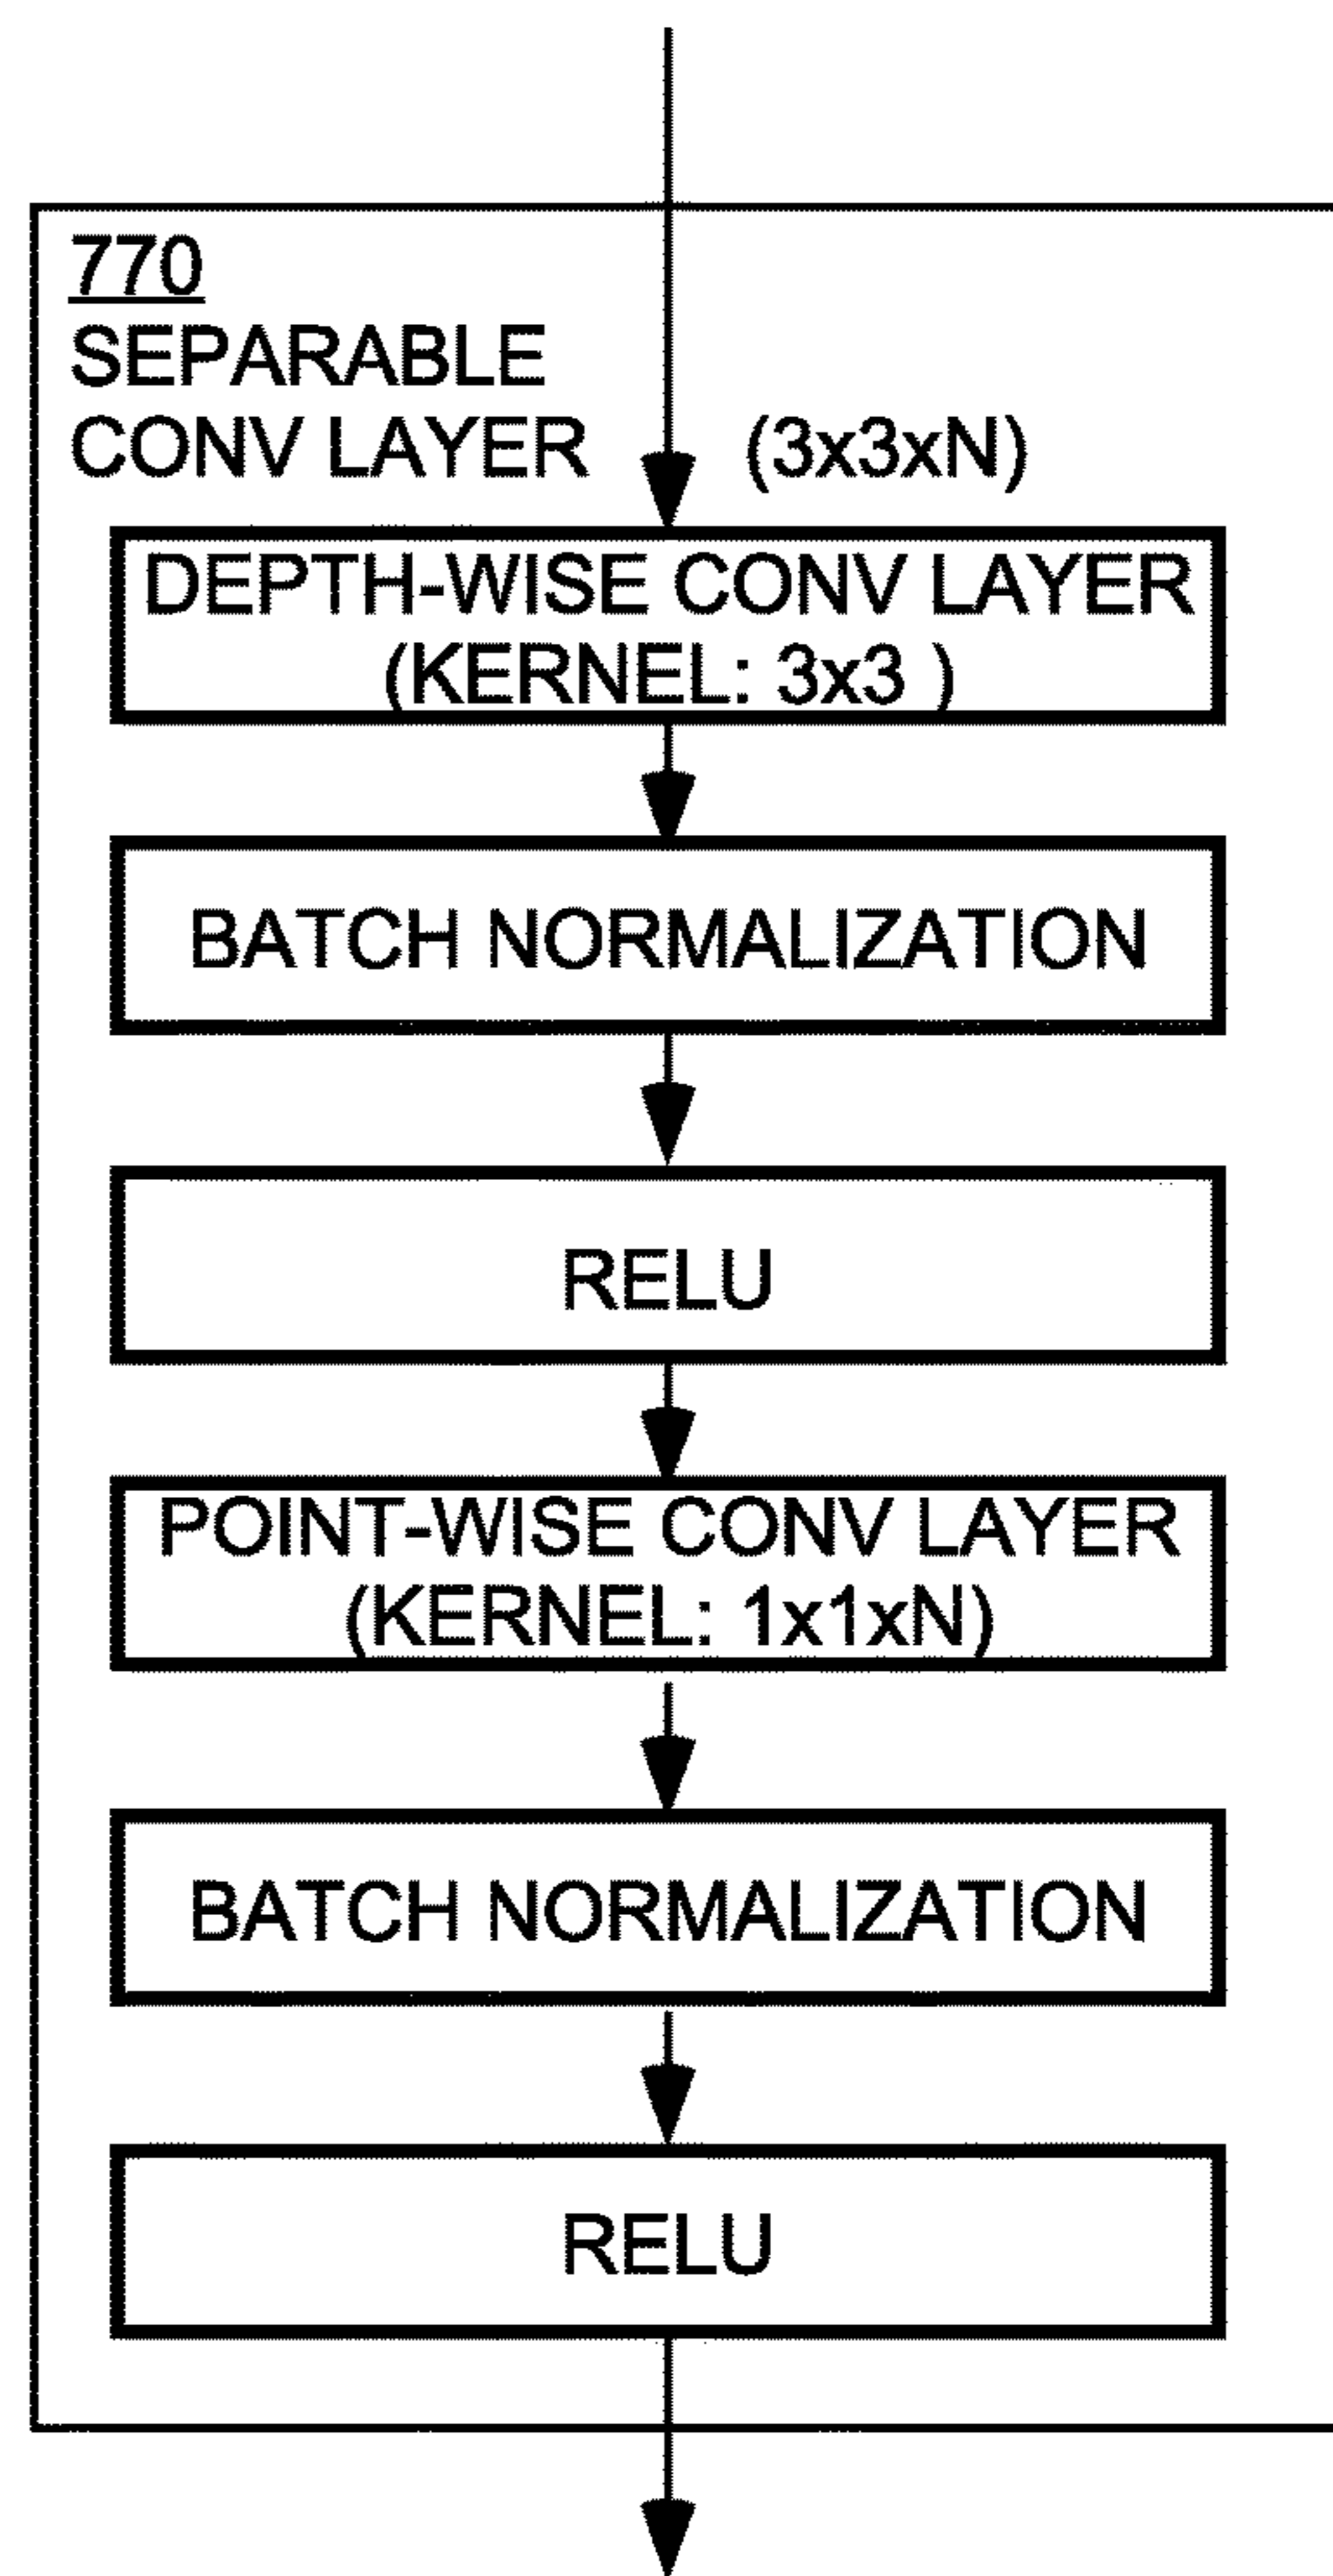 770
SEPARABLE
CONV LAYER (3x3xN)
DEPTH-WISE CONV LAYER
(KERNEL: 3x3 )
BATCH NORMALIZATION
RELU
POINT-WISE CONV LAYER
(KERNEL: 1x1xN)
BATCH NORMALIZATION
RELU